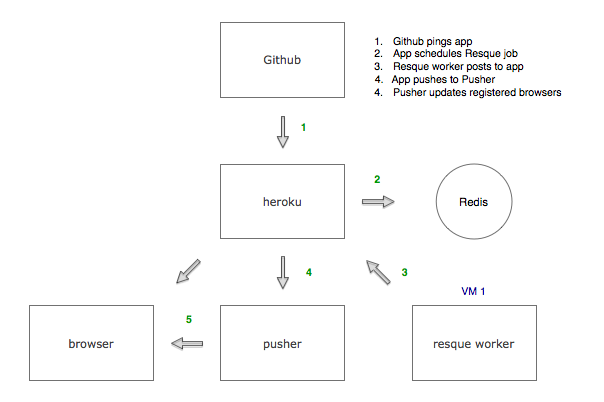 Github
1. Github pings app
2. App schedules Resque job
3. Resque worker posts to app
4. App pushes to Pusher
4. Pusher updates registered browsers
1
heroku
2
Redis
4
3
VM 1
5
browser
pusher
resque worker